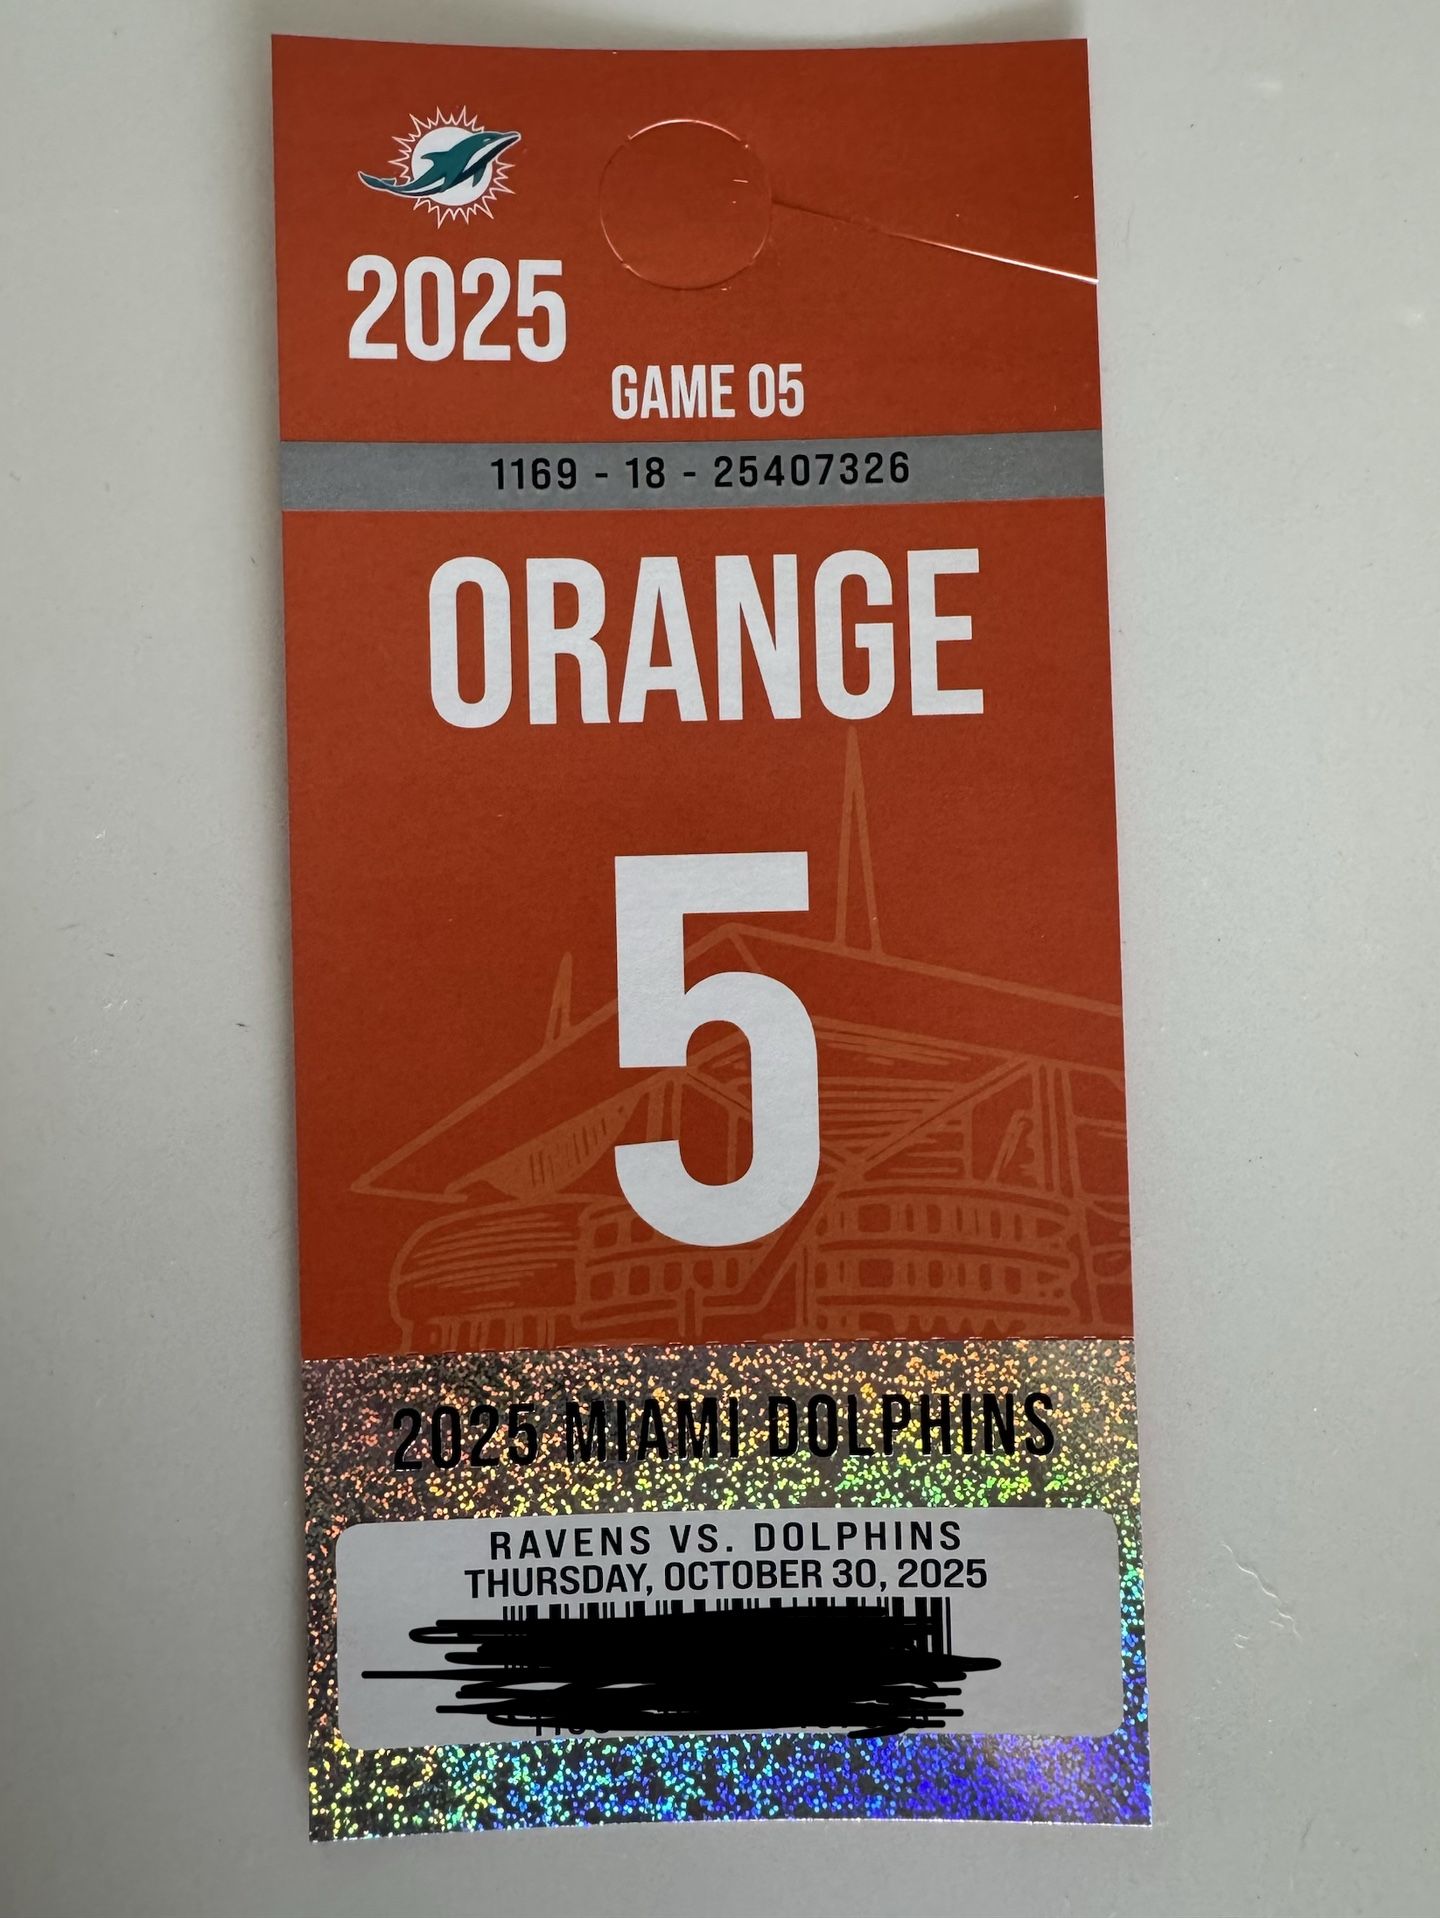 2025
GAME 05
1169 - 18 - 25407326
ORANGE
5
2025 MIAMI DOLPHINS
RAVENS VS. DOLPHINS
THURSDAY, OCTOBER 30, 2025